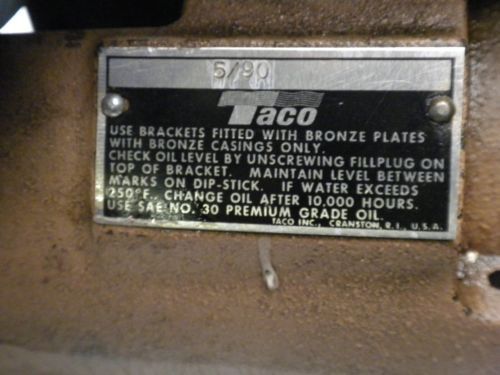 5/90
Taco
USE BRACKETS FITTED WITH BRONZE PLATES
WITH BRONZE CASINGS ONLY.
CHECK OIL LEVEL BY UNSCREWING FILLPLUG ON
TOP OF BRACKET. MAINTAIN LEVEL BETWEEN
MARKS ON DIP-STICK. IF WATER EXCEEDS
250°F., CHANGE OIL AFTER 10,000 HOURS.
USE SAE NO. 30 PREMIUM GRADE OIL.
TACO INC., CRANSTON, R.I., U.S.A.